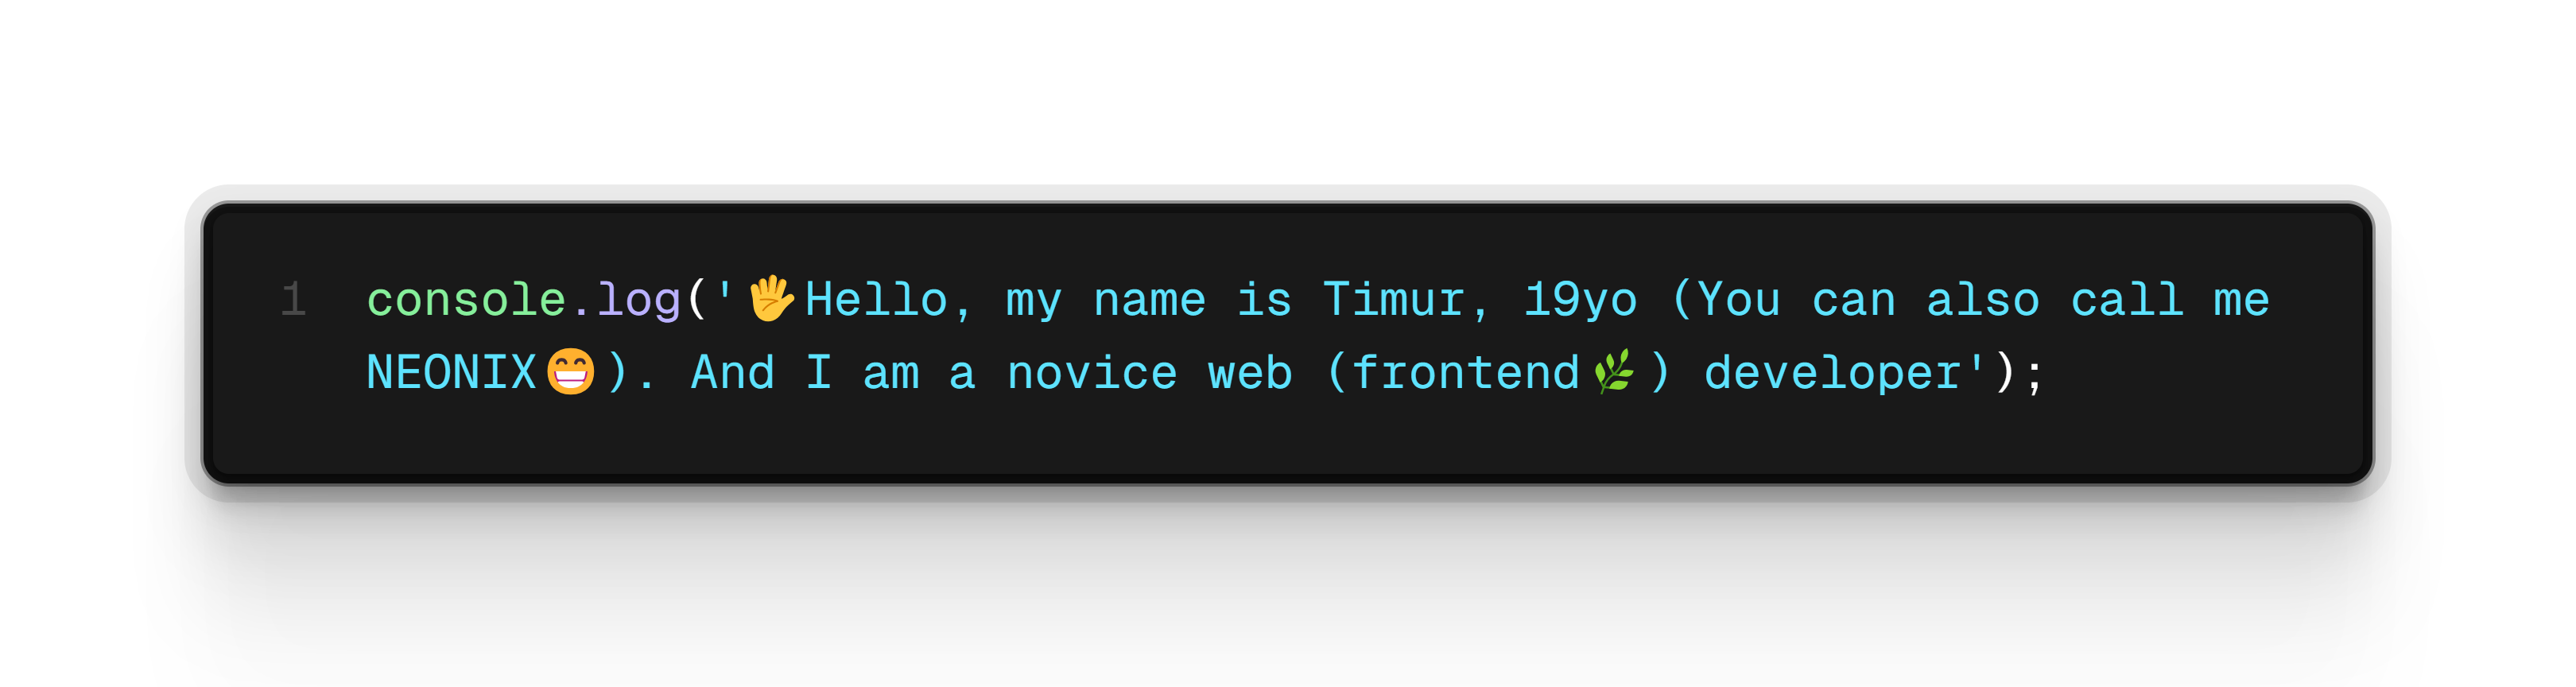 1 console.log('🖐Hello, my name is Timur, 19yo (You can also call me
NEONIX😁). And I am a novice web (frontend🌿) developer');